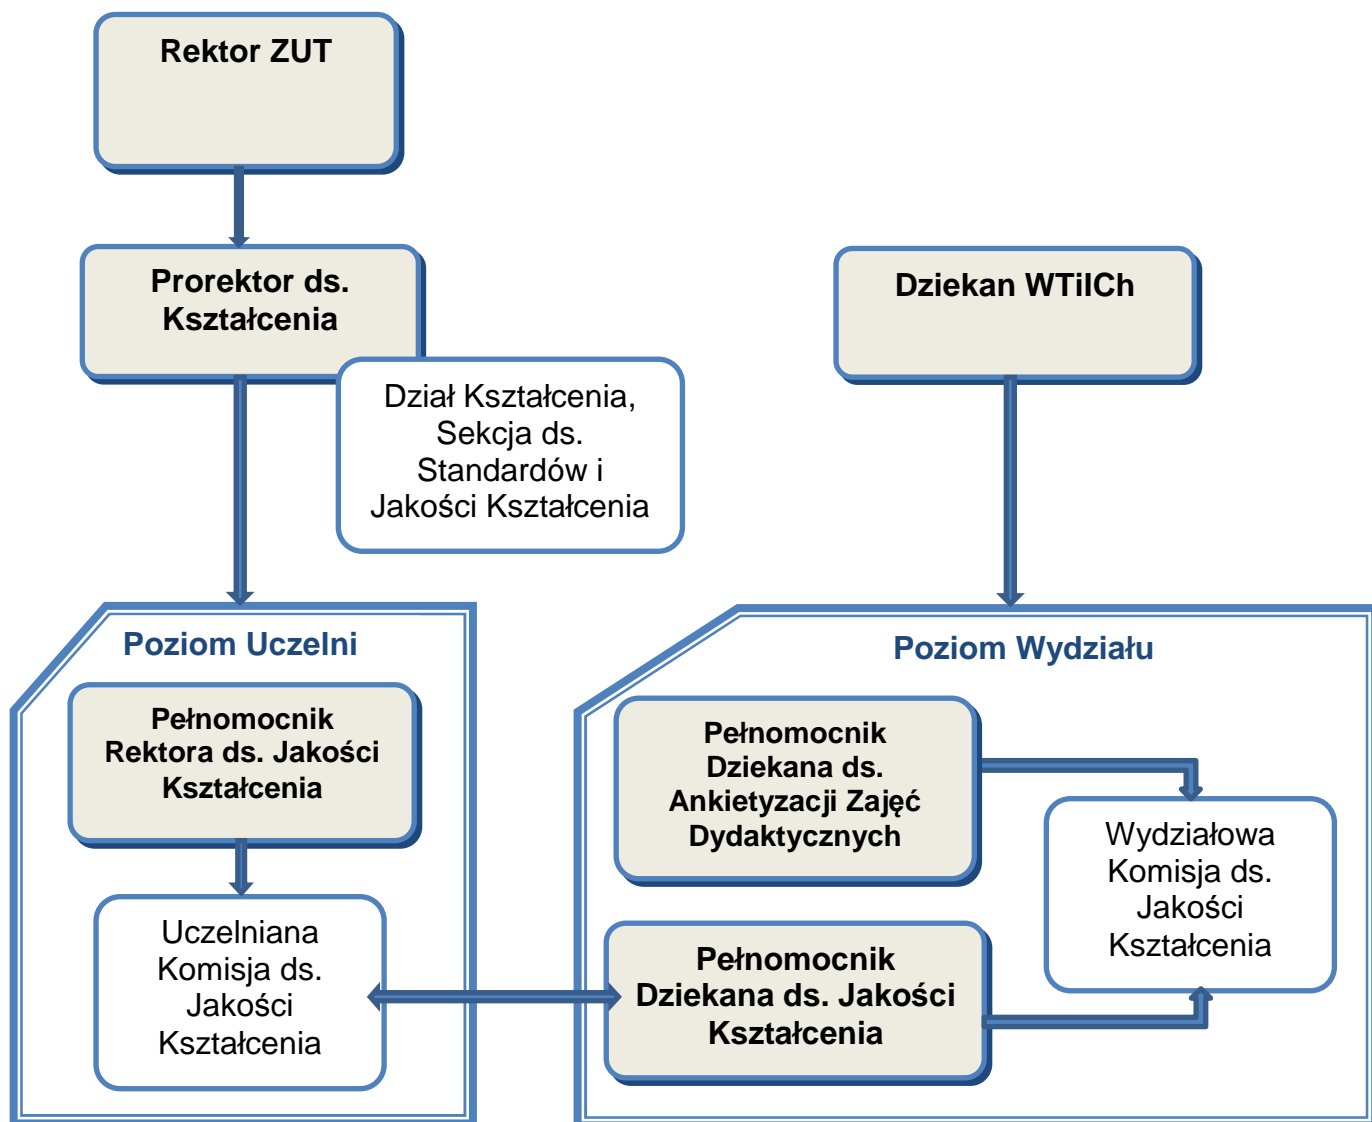 Rektor ZUT
Prorektor ds.
Kształcenia
Dziekan WTiICh
Dział Kształcenia,
Sekcja ds.
Standardów i
Jakości Kształcenia
Poziom Uczelni
Pełnomocnik
Rektora ds. Jakości
Kształcenia
Uczelniana
Komisja ds.
Jakości
Kształcenia
Poziom Wydziału
Pełnomocnik
Dziekana ds.
Ankietyzacji Zajęć
Dydaktycznych
Wydziałowa
Komisja ds.
Jakości
Kształcenia
Pełnomocnik
Dziekana ds. Jakości
Kształcenia